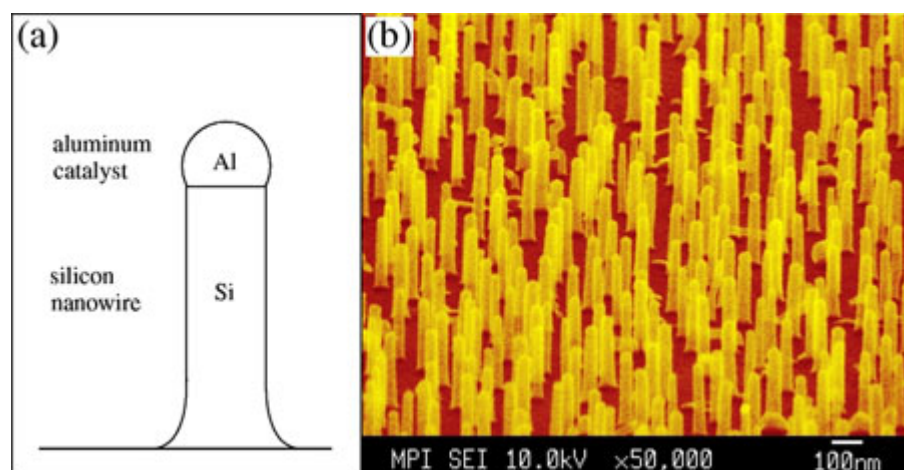 (a)
aluminum
catalyst
Al
silicon
nanowire
Si
(b)
MPI SEI 10.0kV ×50,000 100nm